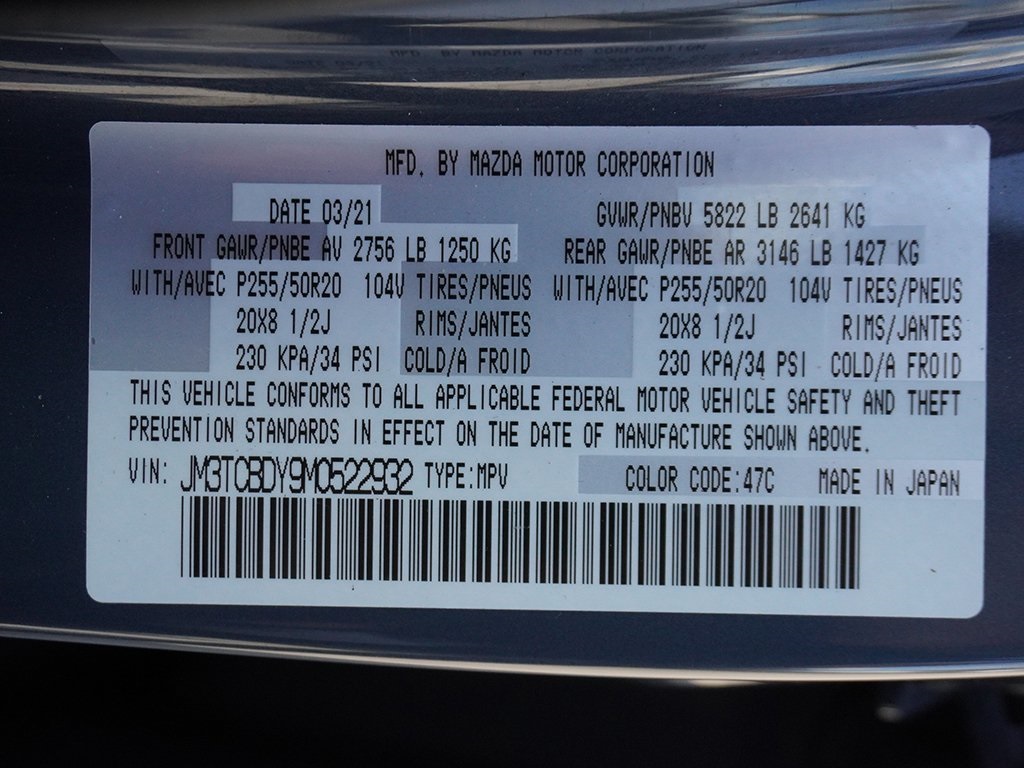 MFD. BY MAZDA MOTOR CORPORATION
MFD. BY MAZDA MOTOR CORPORATION
DATE 03/21 GVWR/PNBV 5822 LB 2641 KG
FRONT GAWR/PNBE AV 2756 LB 1250 KG REAR GAWR/PNBE AR 3146 LB 1427 KG
WITH/AVEC P255/50R20 104V TIRES/PNEUS WITH/AVEC P255/50R20 104V TIRES/PNEUS
20X8 1/2J RIMS/JANTES 20X8 1/2J RIMS/JANTES
230 KPA/34 PSI COLD/A FROID 230 KPA/34 PSI COLD/A FROID
THIS VEHICLE CONFORMS TO ALL APPLICABLE FEDERAL MOTOR VEHICLE SAFETY AND THEFT
PREVENTION STANDARDS IN EFFECT ON THE DATE OF MANUFACTURE SHOWN ABOVE.
VIN: JM3TCBDY9M0522932 TYPE:MPV COLOR CODE:47C MADE IN JAPAN